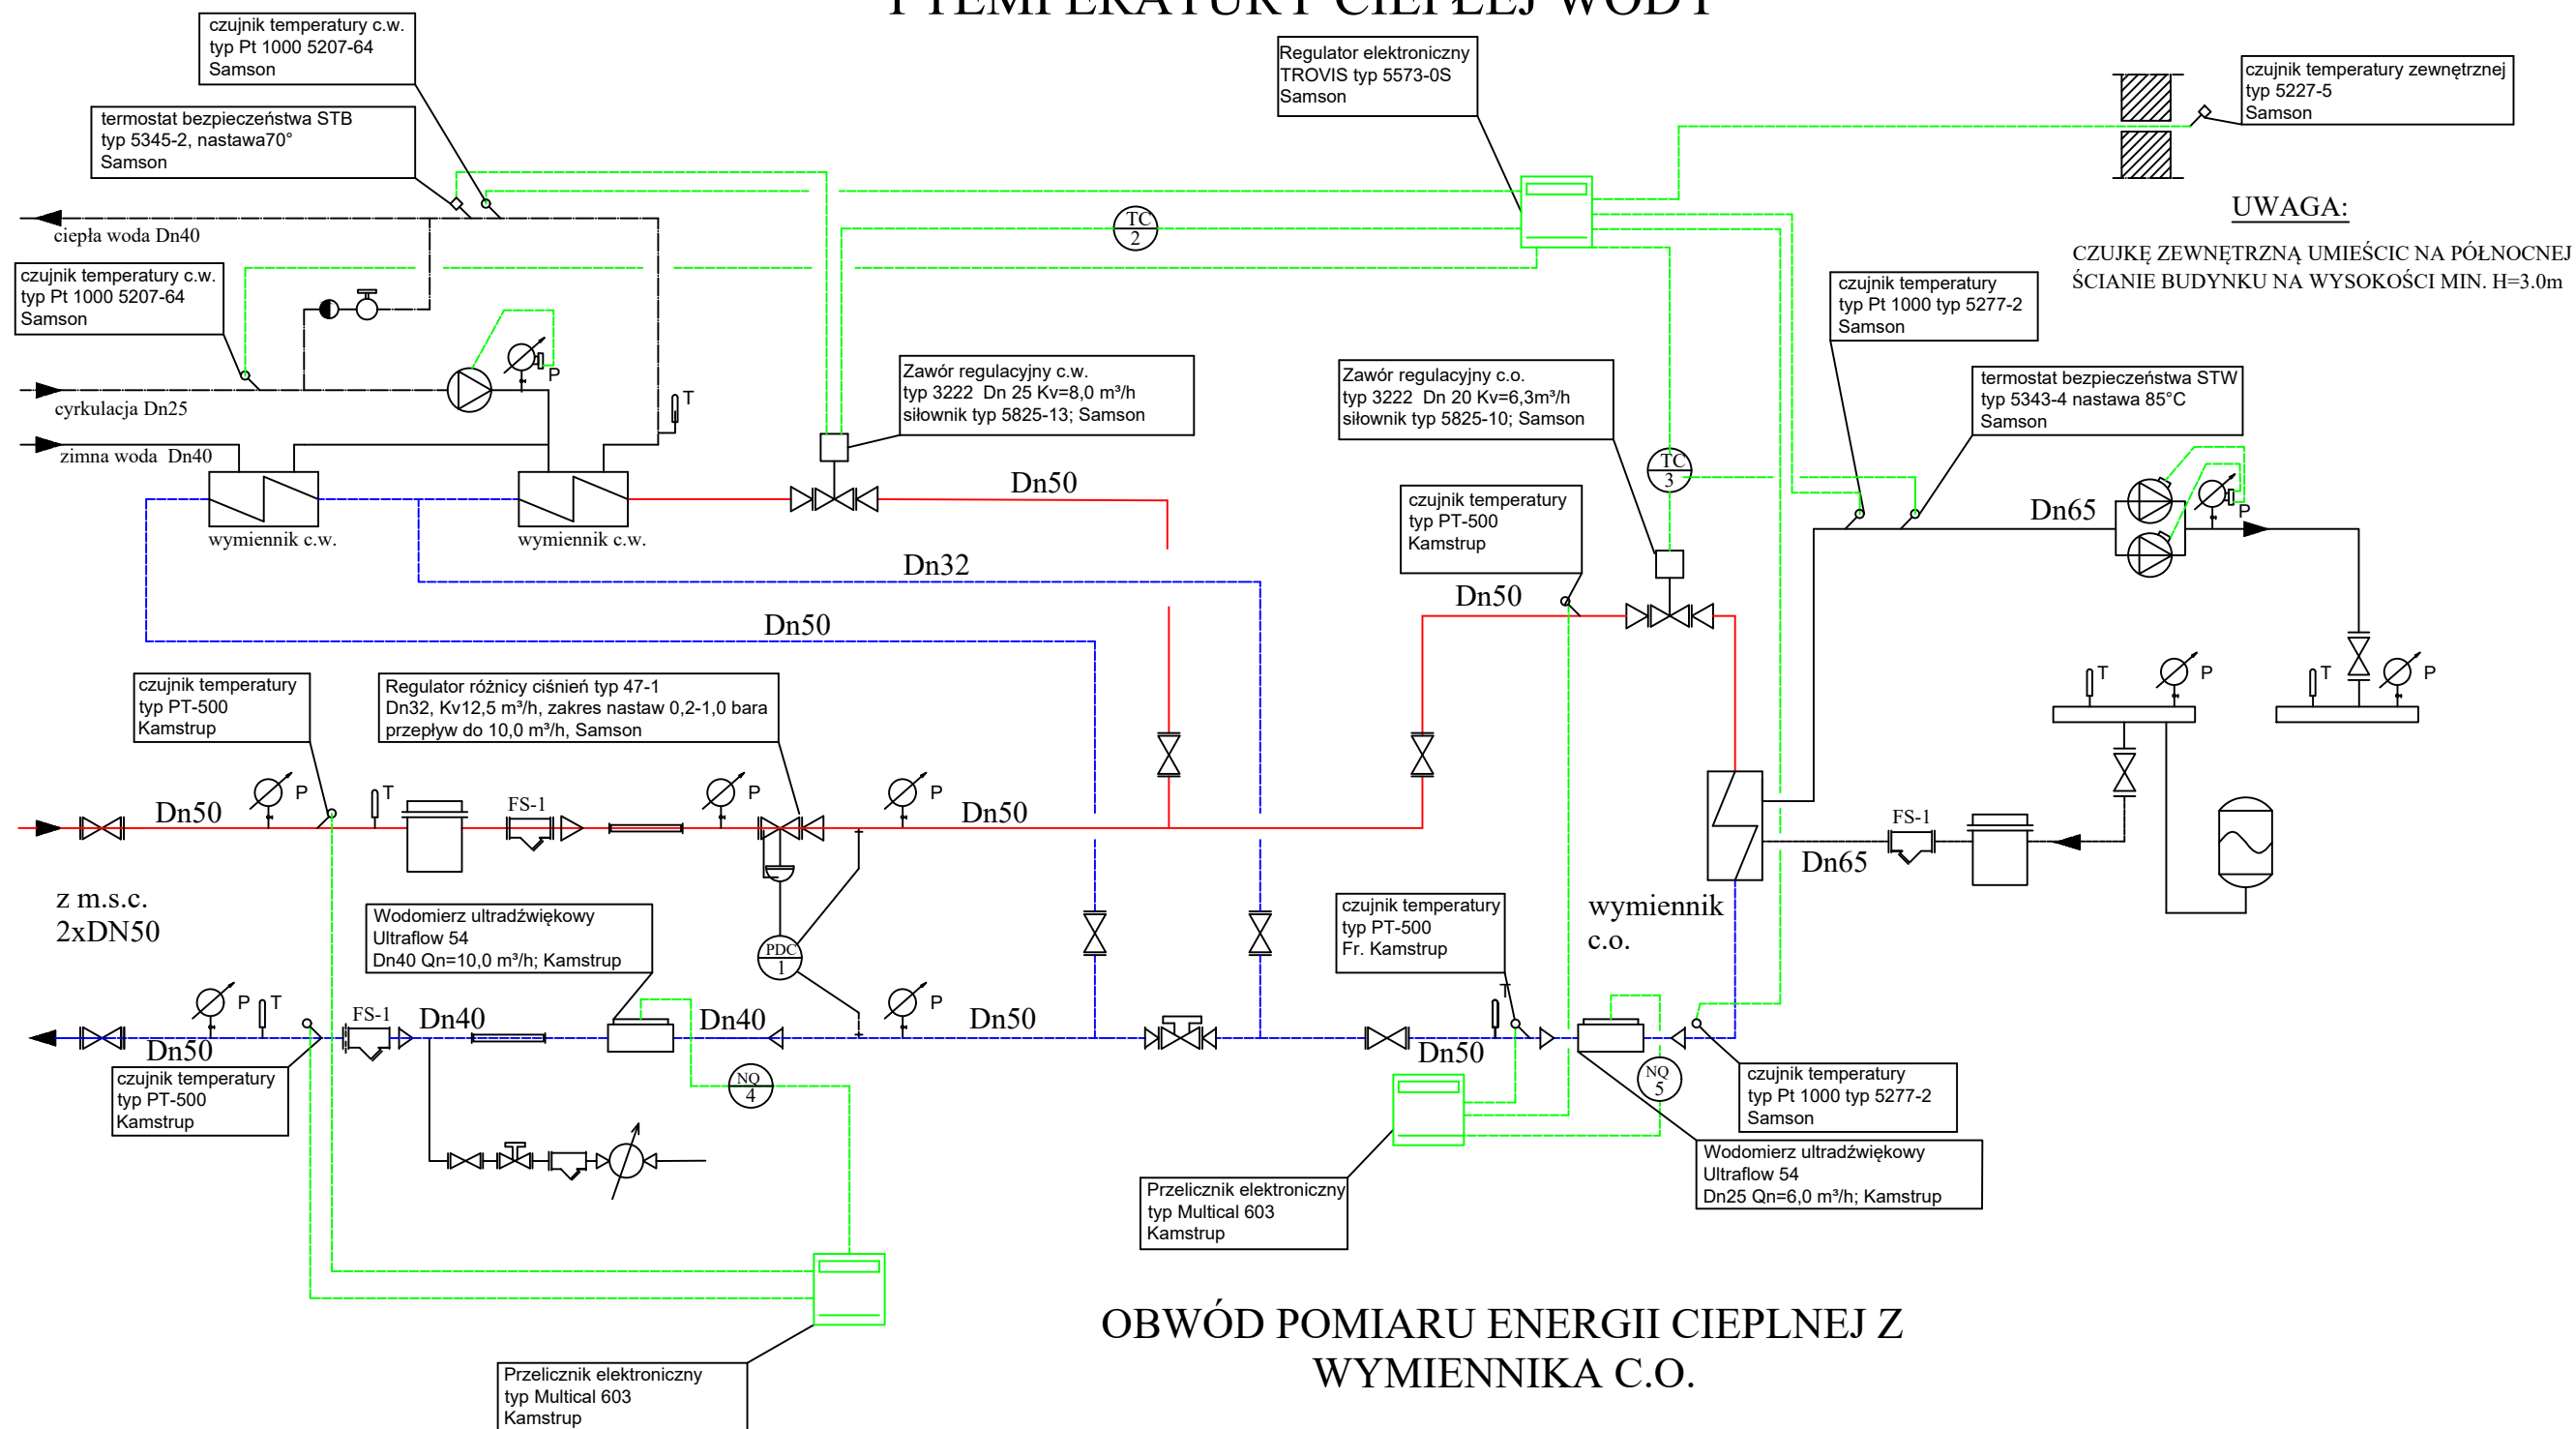 I TEMPERATURY CIEPŁEJ WODY
czujnik temperatury c.w.
typ Pt 1000 5207-64
Samson
Regulator elektroniczny
TROVIS typ 5573-0S
Samson
czujnik temperatury zewnętrznej
typ 5227-5
Samson
termostat bezpieczeństwa STB
typ 5345-2, nastawa70°
Samson
UWAGA:
CZUJKĘ ZEWNĘTRZNĄ UMIEŚCIC NA PÓŁNOCNEJ
ŚCIANIE BUDYNKU NA WYSOKOŚCI MIN. H=3.0m
TC
2
ciepła woda Dn40
czujnik temperatury c.w.
typ Pt 1000 5207-64
Samson
czujnik temperatury
typ Pt 1000 typ 5277-2
Samson
P
cyrkulacja Dn25
T
zimna woda Dn40
Zawór regulacyjny c.w.
typ 3222 Dn 25 Kv=8,0 m³/h
siłownik typ 5825-13; Samson
Zawór regulacyjny c.o.
typ 3222 Dn 20 Kv=6,3m³/h
siłownik typ 5825-10; Samson
termostat bezpieczeństwa STW
typ 5343-4 nastawa 85°C
Samson
TC
3
Dn50
wymiennik c.w.
wymiennik c.w.
czujnik temperatury
typ PT-500
Kamstrup
Dn65
P
Dn32
Dn50
Dn50
czujnik temperatury
typ PT-500
Kamstrup
Regulator różnicy ciśnień typ 47-1
Dn32, Kv12,5 m³/h, zakres nastaw 0,2-1,0 bara
przepływ do 10,0 m³/h, Samson
T
P
T
P
Dn50
P
T
FS-1
P
P
Dn50
FS-1
Dn65
z m.s.c.
2xDN50
Wodomierz ultradźwiękowy
Ultraflow 54
Dn40 Qn=10,0 m³/h; Kamstrup
PDC
1
czujnik temperatury
typ PT-500
Fr. Kamstrup
wymiennik
c.o.
P
T
FS-1
Dn40
Dn40
P
Dn50
T
Dn50
Dn50
czujnik temperatury
typ PT-500
Kamstrup
NQ
4
NQ
5
czujnik temperatury
typ Pt 1000 typ 5277-2
Samson
Wodomierz ultradźwiękowy
Ultraflow 54
Dn25 Qn=6,0 m³/h; Kamstrup
Przelicznik elektroniczny
typ Multical 603
Kamstrup
OBWÓD POMIARU ENERGII CIEPLNEJ Z
WYMIENNIKA C.O.
Przelicznik elektroniczny
typ Multical 603
Kamstrup